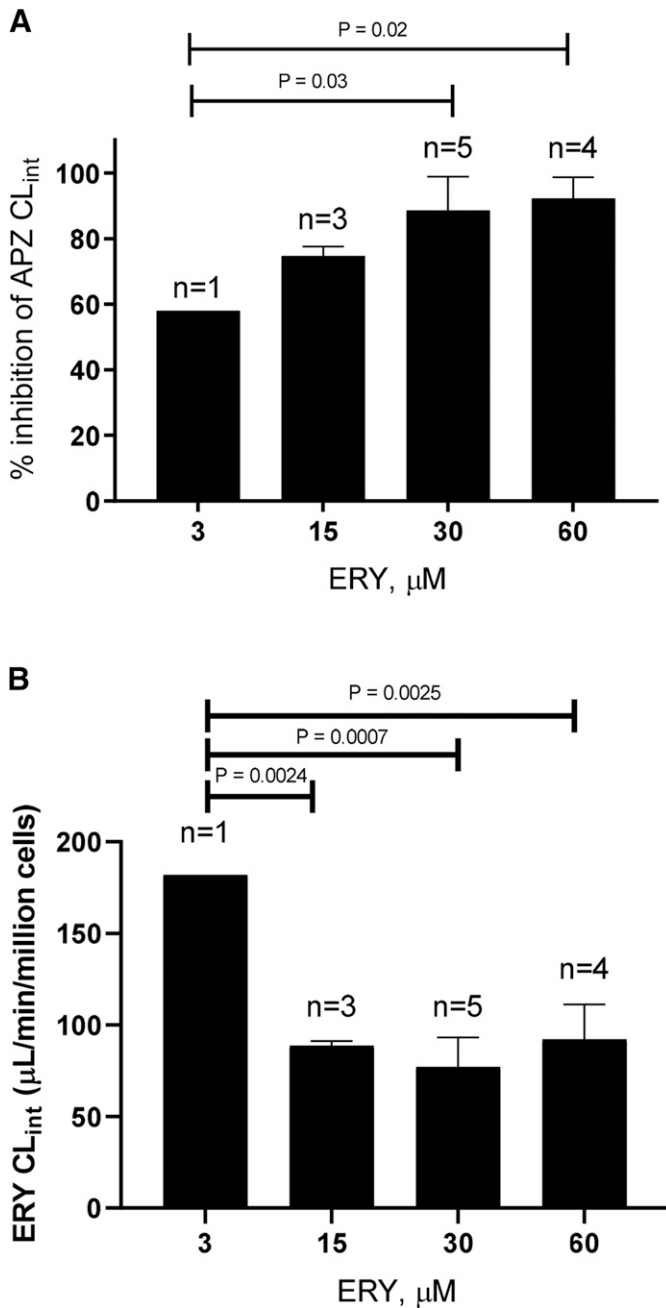 A
P = 0.02
P = 0.03
% inhibition of APZ CLint
100
80
60
40
20
0
n=1
n=3
n=5
n=4
3 15 30 60
ERY, μM
B
P = 0.0025
P = 0.0007
P = 0.0024
ERY CLint (μL/min/million cells)
200
150
100
50
0
n=1
n=3
n=5
n=4
3 15 30 60
ERY, μM